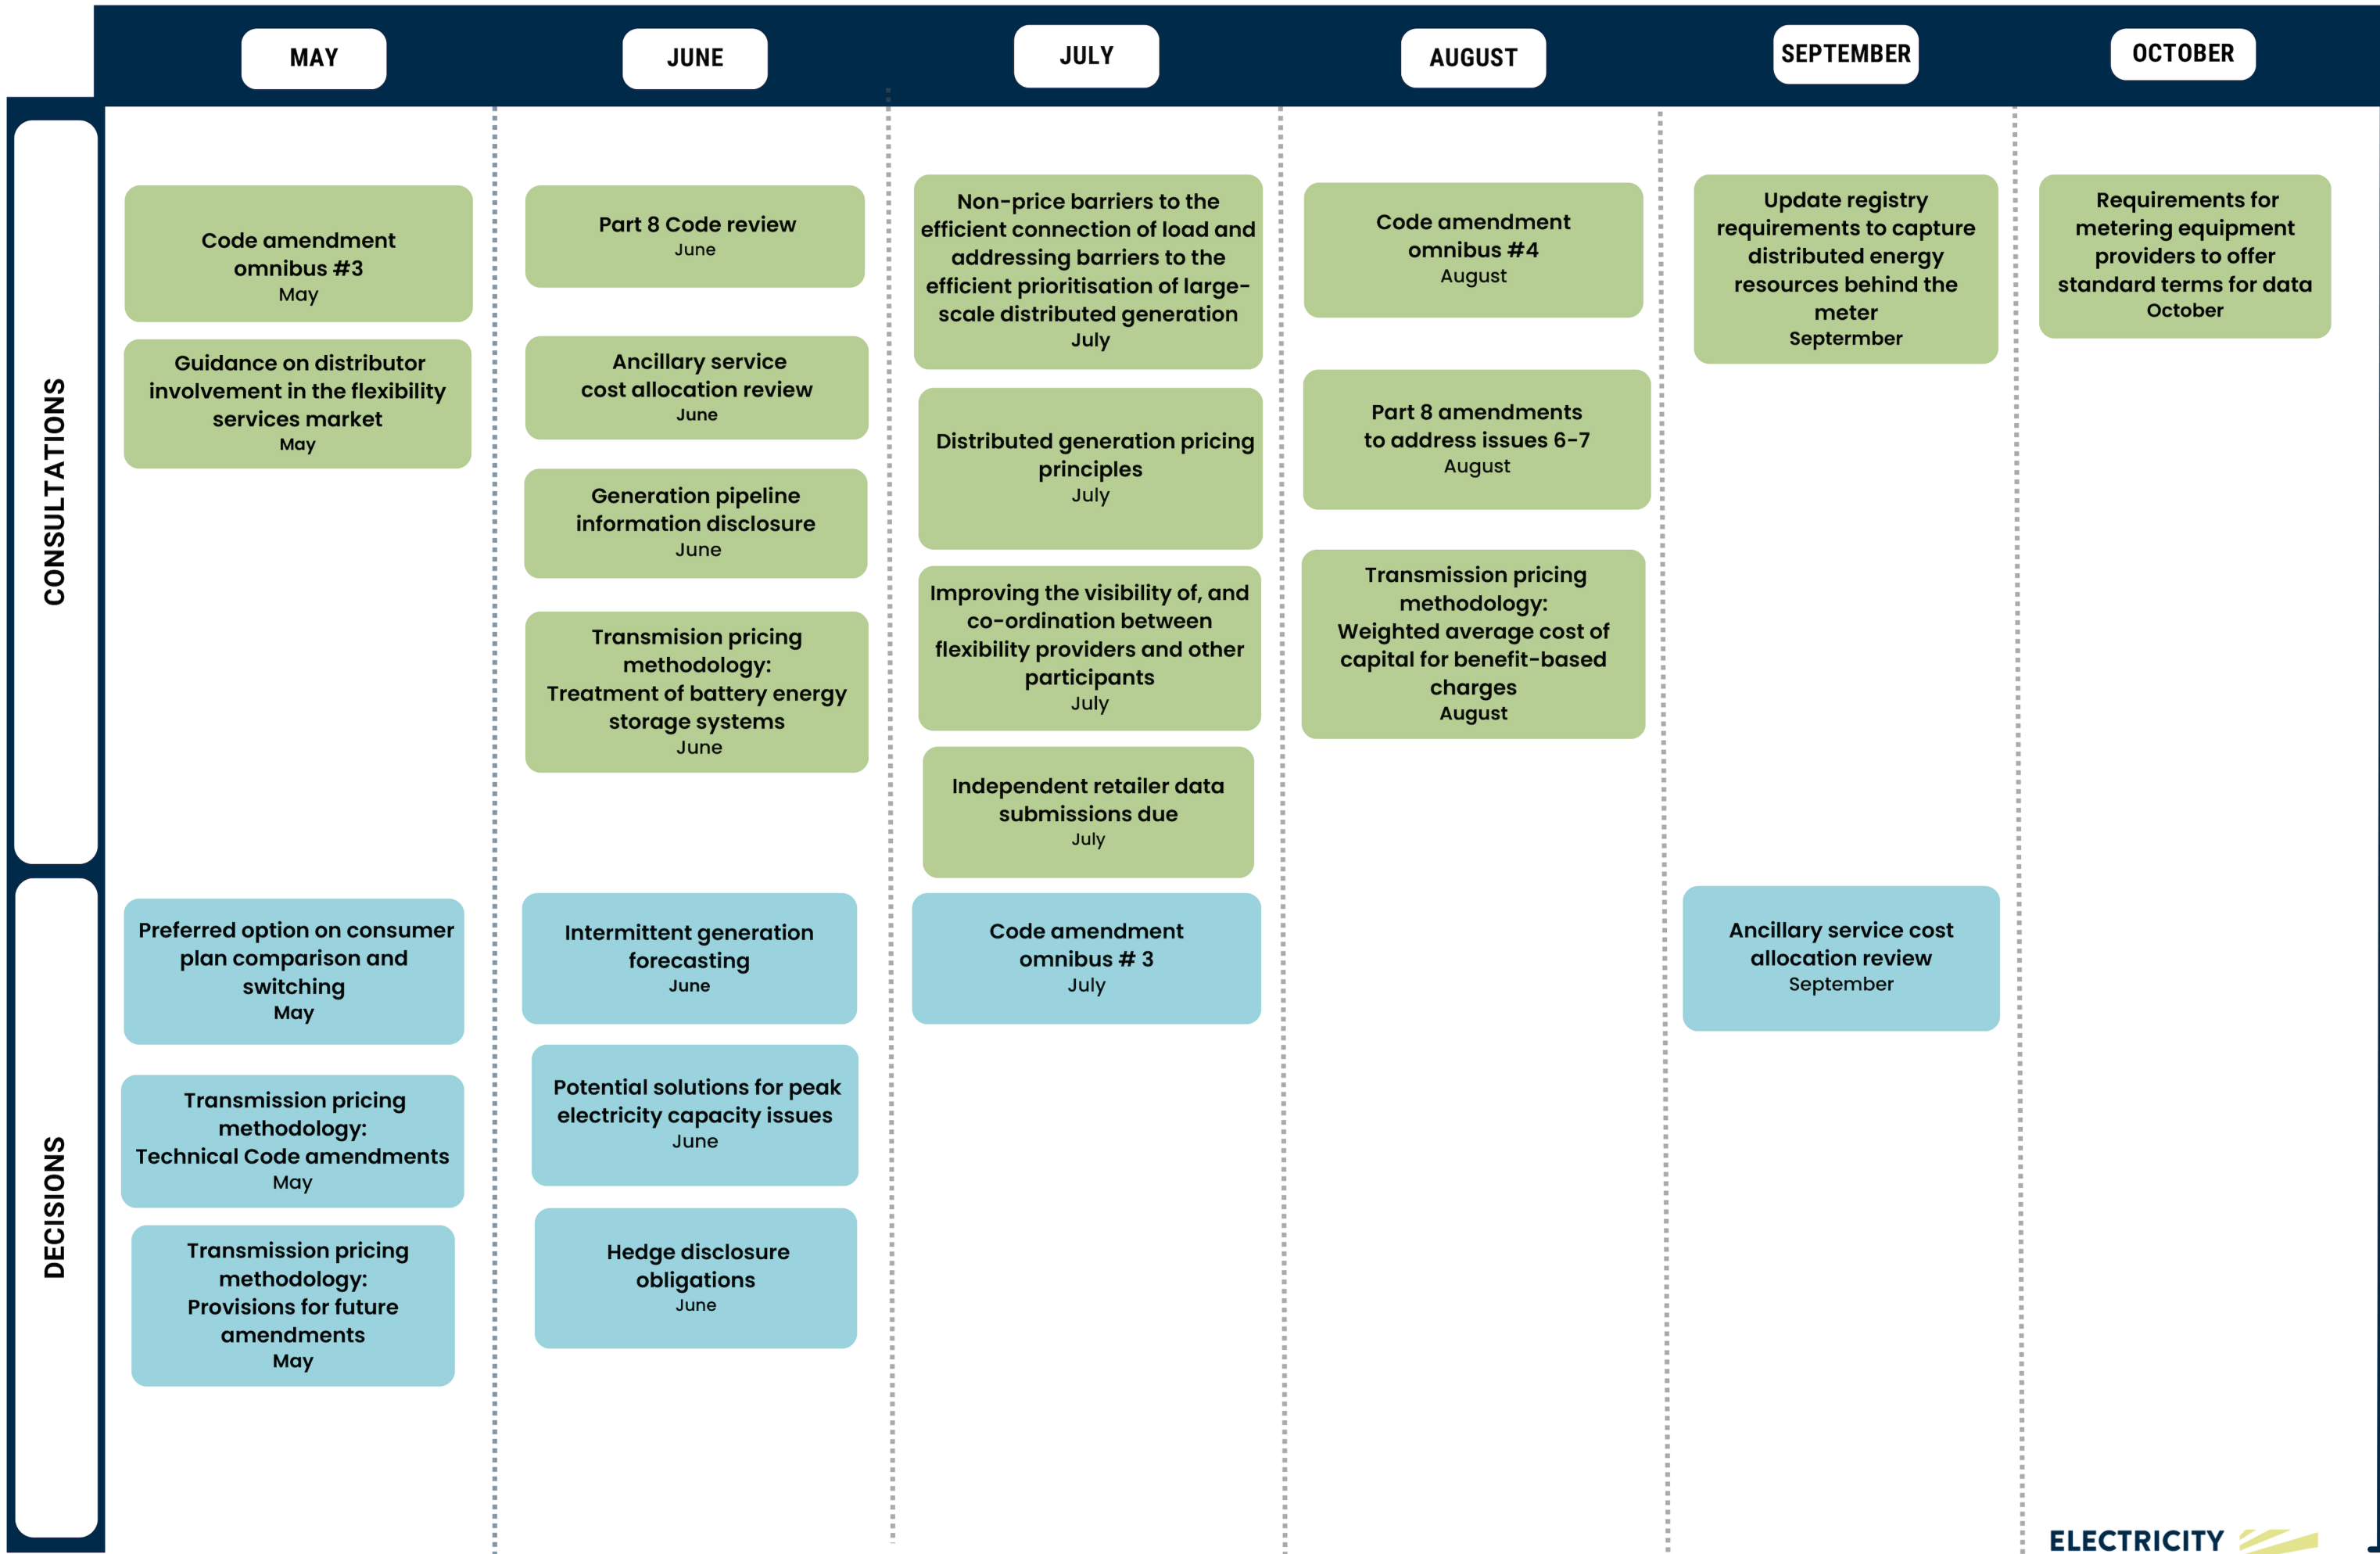 MAY
JUNE
JULY
AUGUST
SEPTEMBER
OCTOBER
CONSULTATIONS
Code amendment
omnibus #3
May
Guidance on distributor
involvement in the flexibility
services market
May
Part 8 Code review
June
Ancillary service
cost allocation review
June
Generation pipeline
information disclosure
June
Transmision pricing
methodology:
Treatment of battery energy
storage systems
June
Non-price barriers to the
efficient connection of load and
addressing barriers to the
efficient prioritisation of large-
scale distributed generation
July
Distributed generation pricing
principles
July
Improving the visibility of, and
co-ordination between
flexibility providers and other
participants
July
Independent retailer data
submissions due
July
Code amendment
omnibus #4
August
Part 8 amendments
to address issues 6-7
August
Transmission pricing
methodology:
Weighted average cost of
capital for benefit-based
charges
August
Update registry
requirements to capture
distributed energy
resources behind the
meter
Septermber
Requirements for
metering equipment
providers to offer
standard terms for data
October
DECISIONS
Preferred option on consumer
plan comparison and
switching
May
Transmission pricing
methodology:
Technical Code amendments
May
Transmission pricing
methodology:
Provisions for future
amendments
May
Intermittent generation
forecasting
June
Potential solutions for peak
electricity capacity issues
June
Hedge disclosure
obligations
June
Code amendment
omnibus # 3
July
Ancillary service cost
allocation review
September
ELECTRICITY